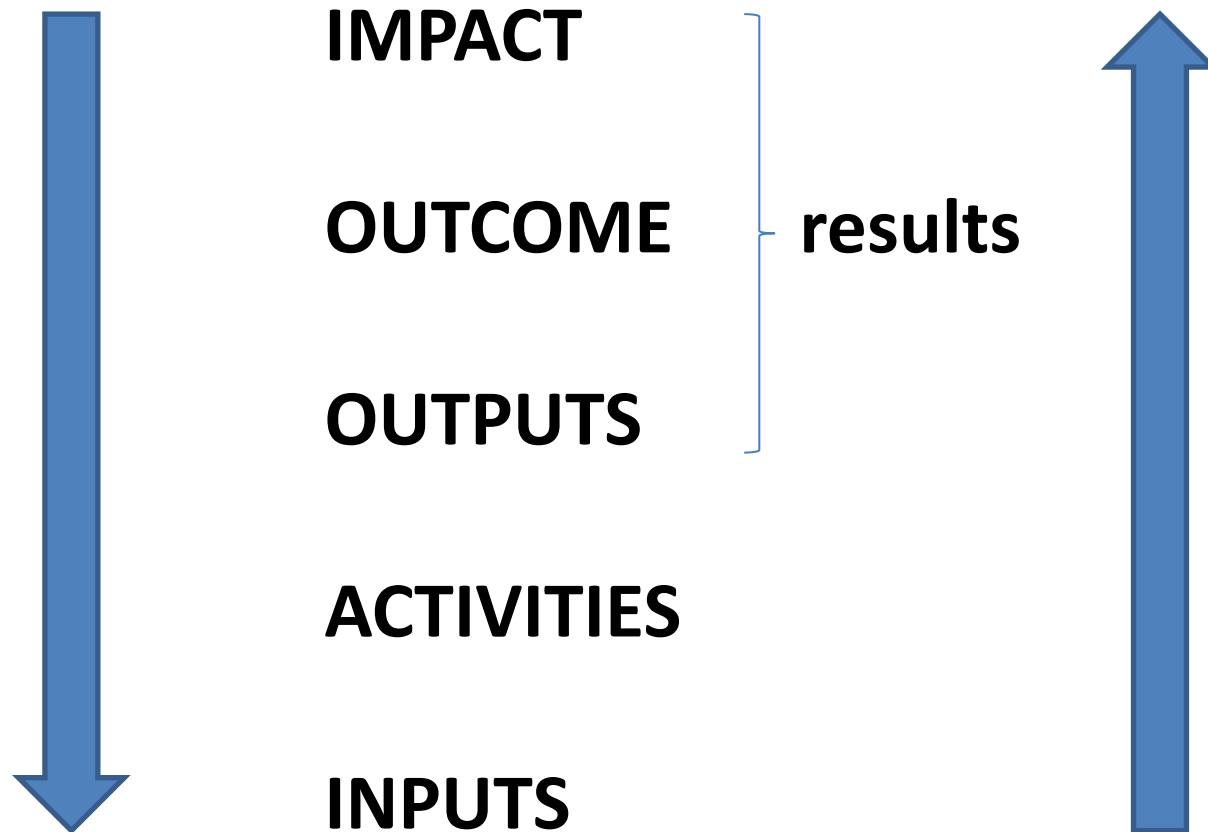 IMPACT
OUTCOME
results
OUTPUTS
ACTIVITIES
INPUTS